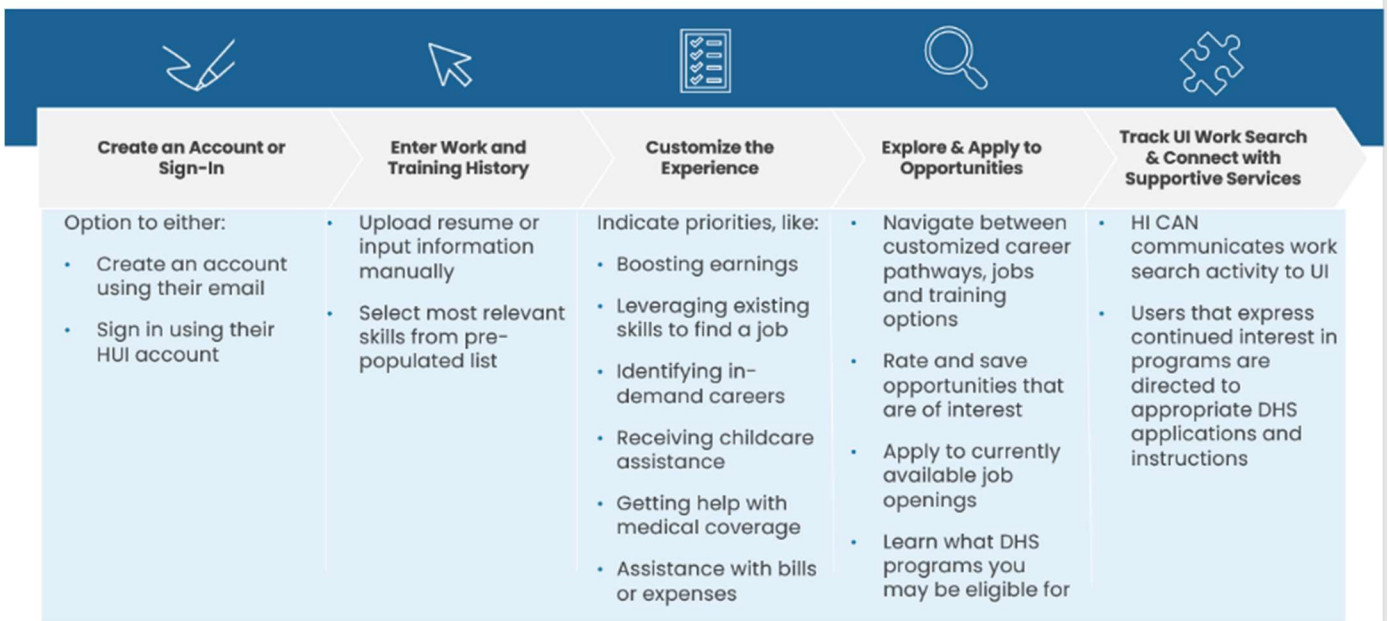 Create an Account or
Sign-In
Enter Work and
Training History
Customize the
Experience
Explore & Apply to
Opportunities
Track UI Work Search
& Connect with
Supportive Services
Option to either:
• Create an account
using their email
• Sign in using their
HUI account
• Upload resume or
input information
manually
• Select most relevant
skills from pre-
populated list
Indicate priorities, like:
• Boosting earnings
• Leveraging existing
skills to find a job
• Identifying in-
demand careers
• Receiving childcare
assistance
• Getting help with
medical coverage
• Assistance with bills
or expenses
• Navigate between
customized career
pathways, jobs
and training
options
• Rate and save
opportunities that
are of interest
• Apply to currently
available job
openings
• Learn what DHS
programs you
may be eligible for
• HI CAN
communicates work
search activity to UI
• Users that express
continued interest in
programs are
directed to
appropriate DHS
applications and
instructions